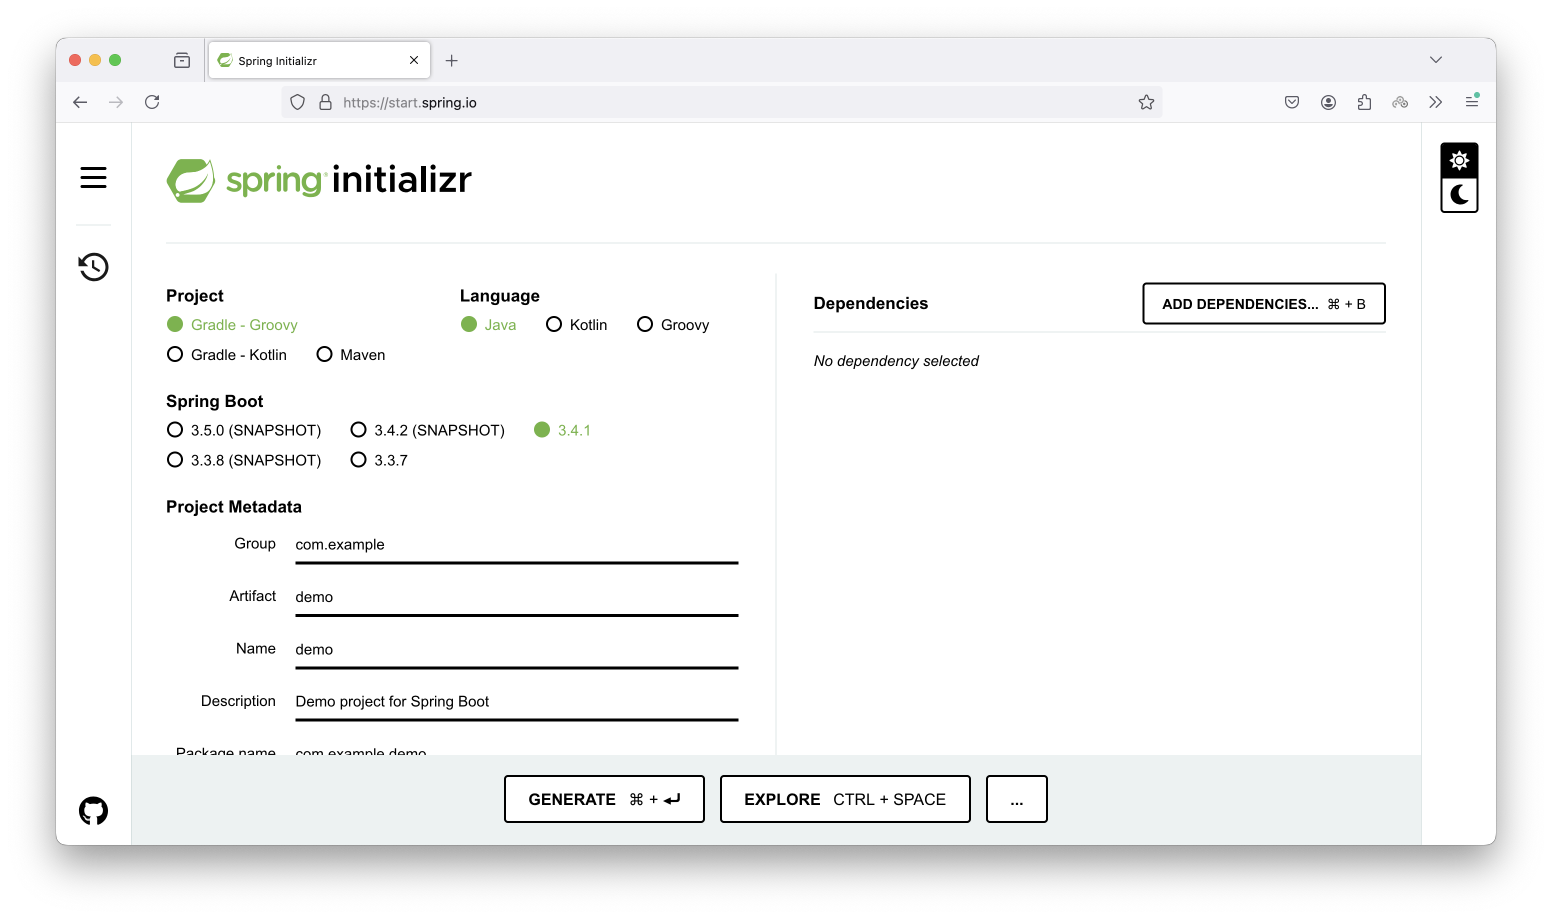 Spring Initializr
https://start.spring.io
spring initializr
Project
Gradle - Groovy
Gradle - Kotlin
Maven
Language
Java
Kotlin
Groovy
Spring Boot
3.5.0 (SNAPSHOT)
3.4.2 (SNAPSHOT)
3.4.1
3.3.8 (SNAPSHOT)
3.3.7
Project Metadata
Group com.example
Artifact demo
Name demo
Description Demo project for Spring Boot
Package name com.example.demo
Dependencies
ADD DEPENDENCIES... ⌘ + B
No dependency selected
GENERATE ⌘ + ⏎
EXPLORE CTRL + SPACE
...